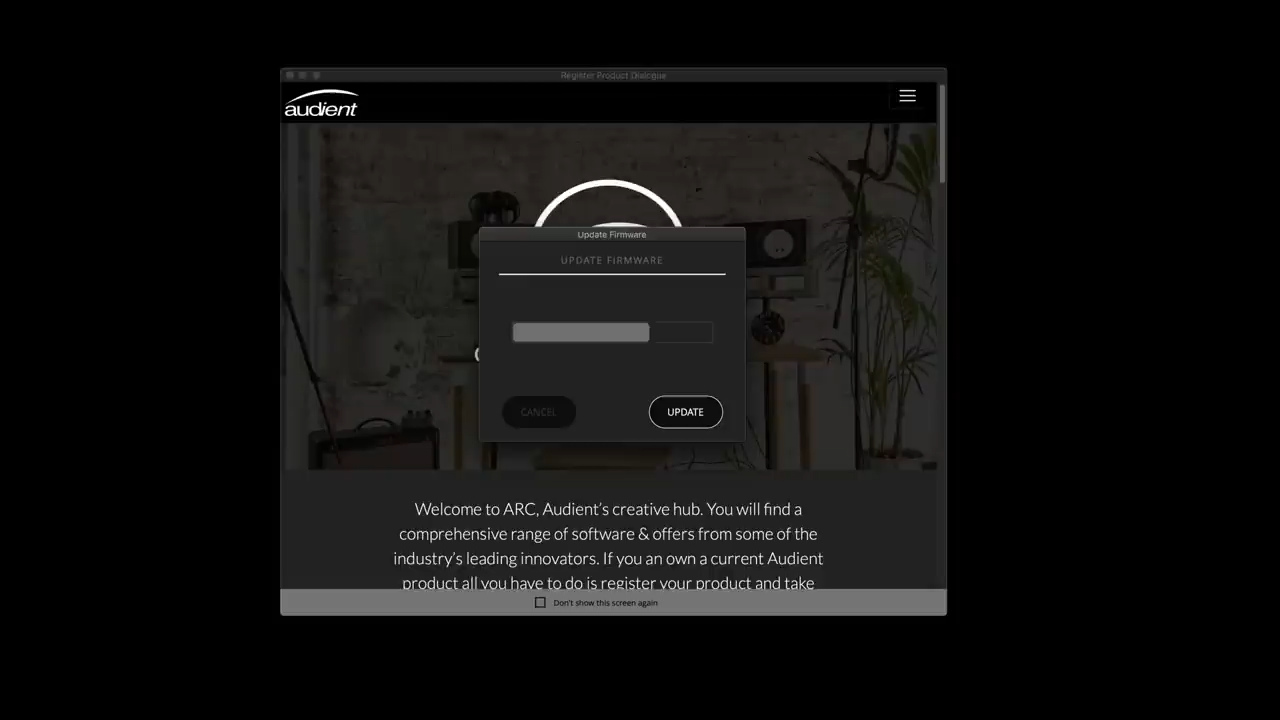 Register Product Dialogue
audient
Update Firmware
UPDATE FIRMWARE
CANCEL
UPDATE
Welcome to ARC, Audient’s creative hub. You will find a
comprehensive range of software & offers from some of the
industry’s leading innovators. If you an own a current Audient
product all you have to do is register your product and take
Don't show this screen again